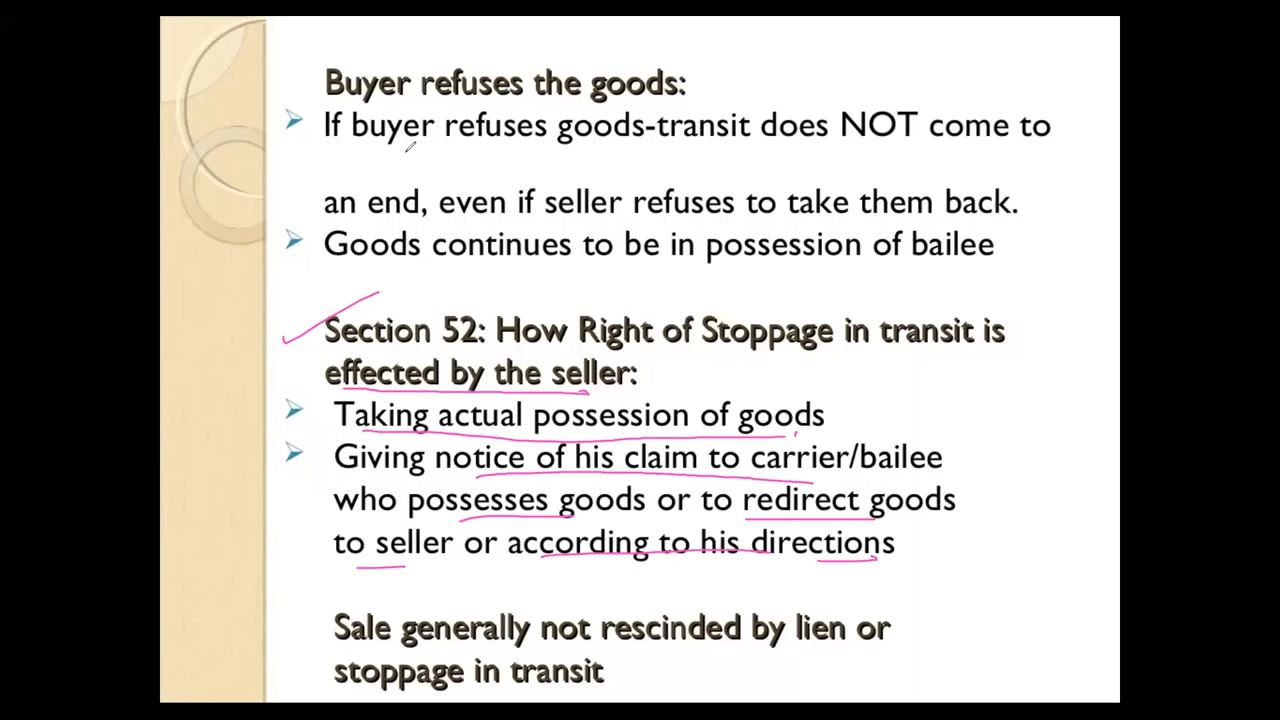 Buyer refuses the goods:
If buyer refuses goods-transit does NOT come to
an end, even if seller refuses to take them back.
Goods continues to be in possession of bailee
Section 52: How Right of Stoppage in transit is
effected by the seller:
Taking actual possession of goods
Giving notice of his claim to carrier/bailee
who possesses goods or to redirect goods
to seller or according to his directions
Sale generally not rescinded by lien or
stoppage in transit